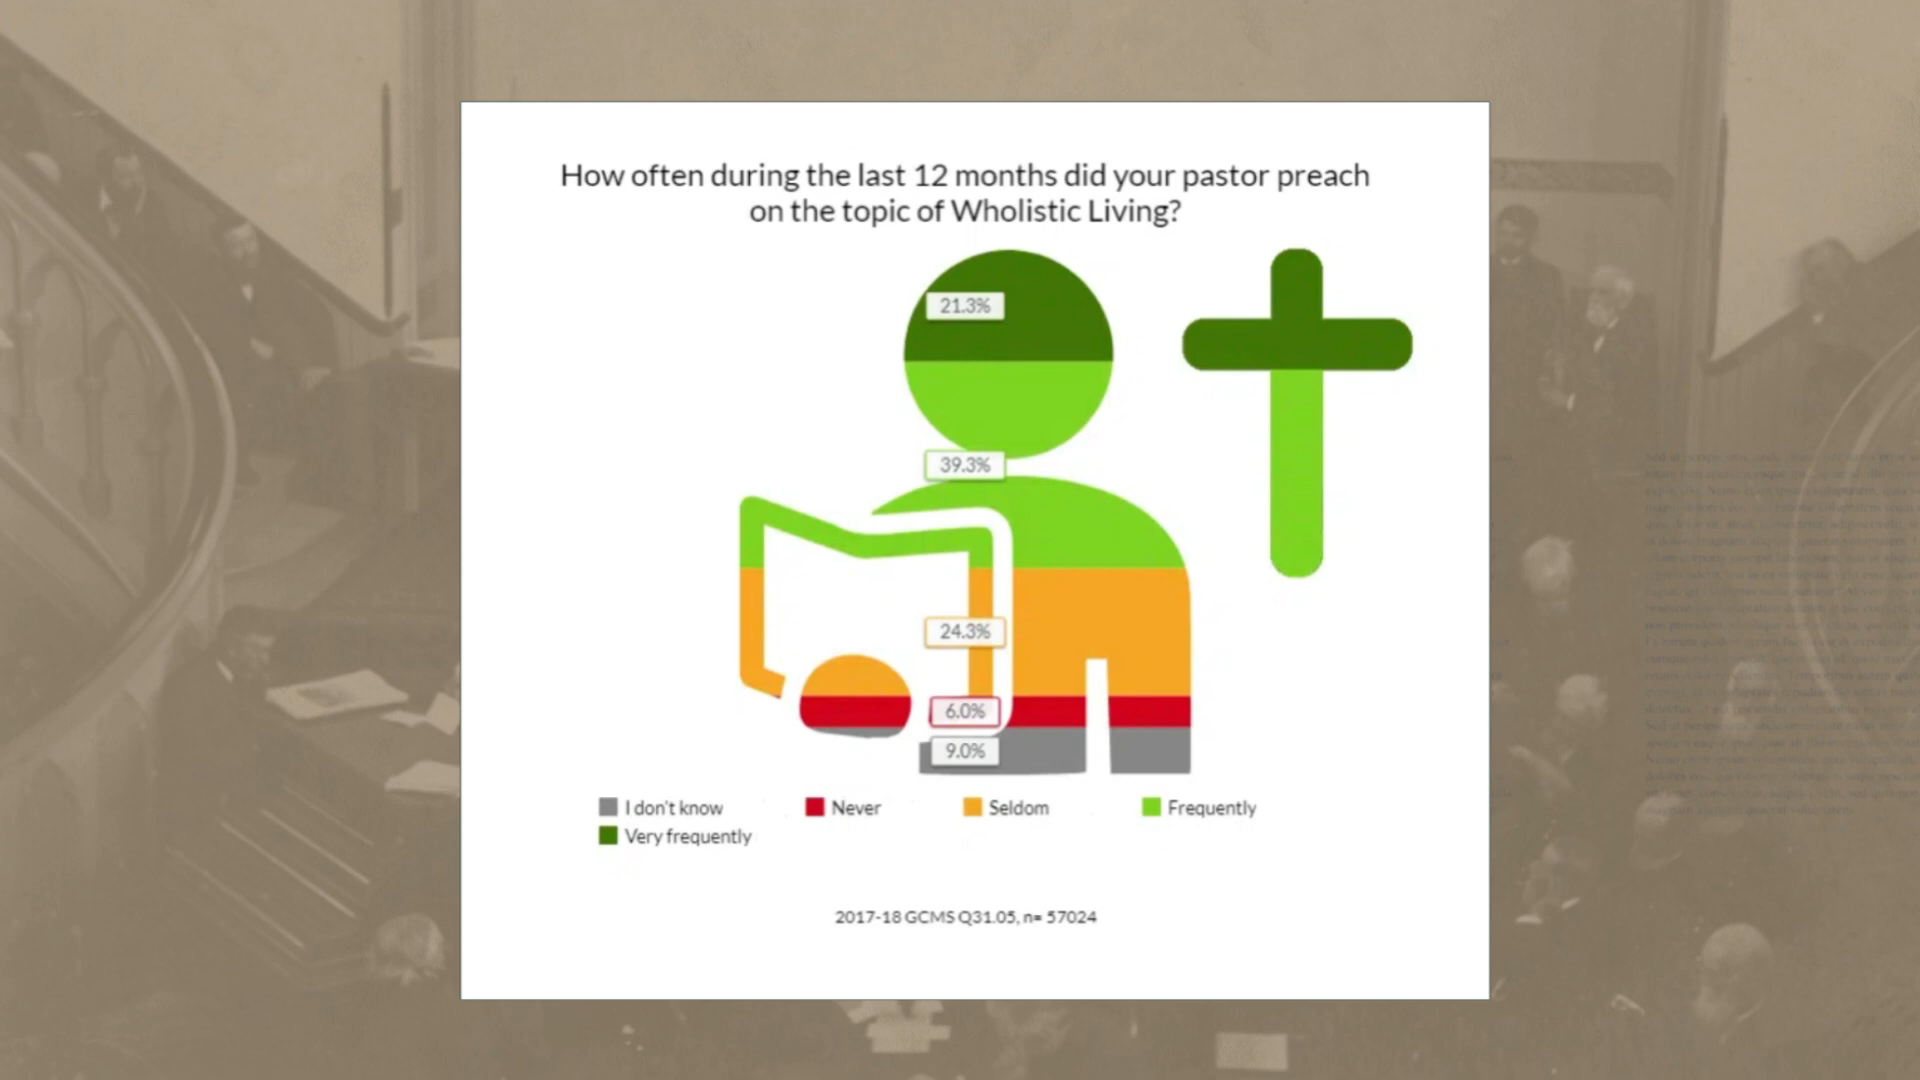 How often during the last 12 months did your pastor preach
on the topic of Wholistic Living?
21.3%
39.3%
24.3%
6.0%
9.0%
I don't know Never Seldom Frequently
Very frequently
2017-18 GCMS Q31.05, n= 57024